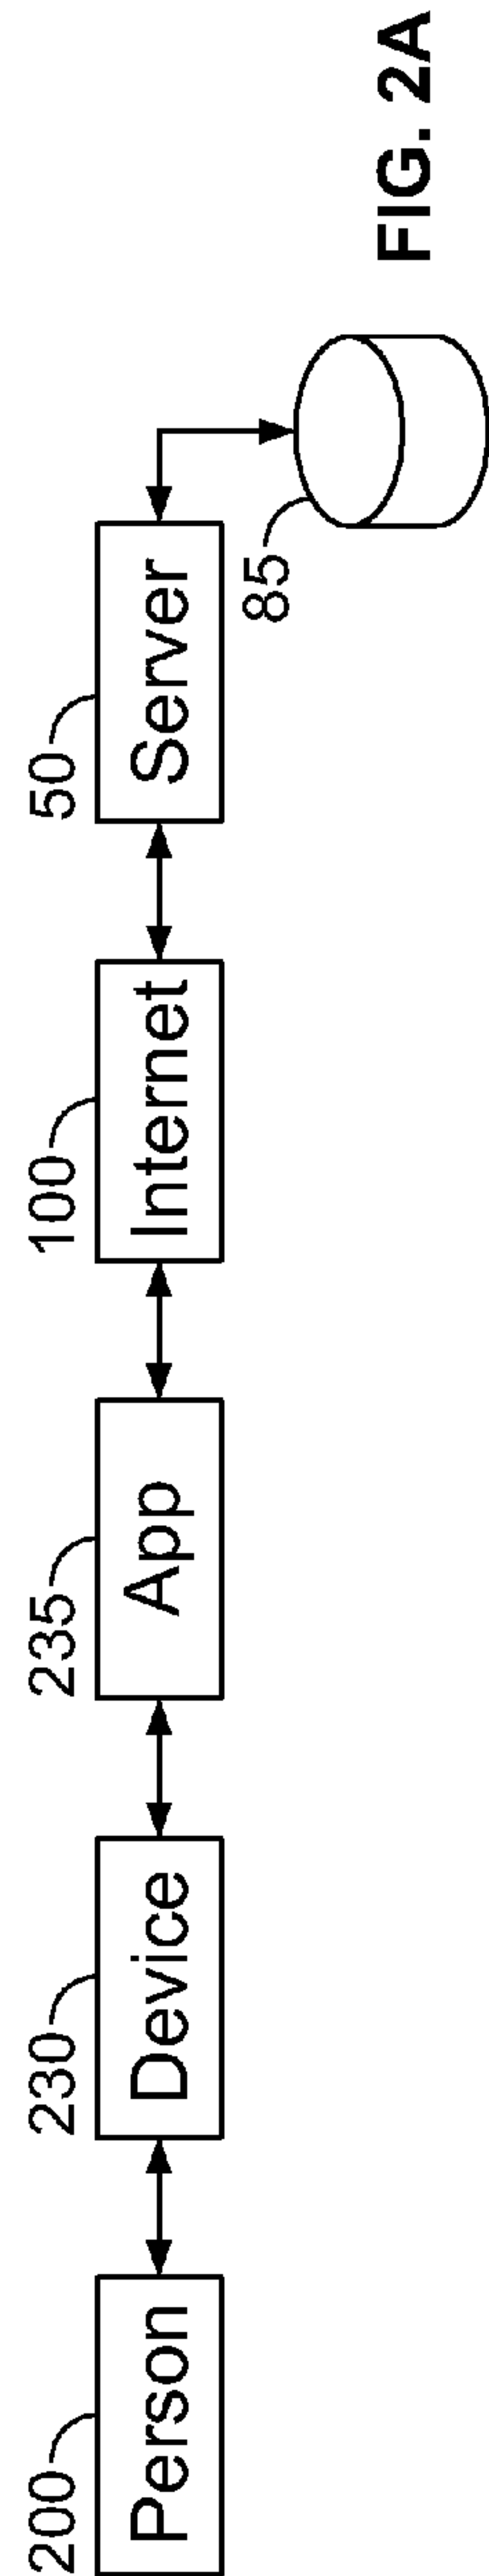 200
Person
230
Device
235
App
100
Internet
50
Server
85
FIG. 2A